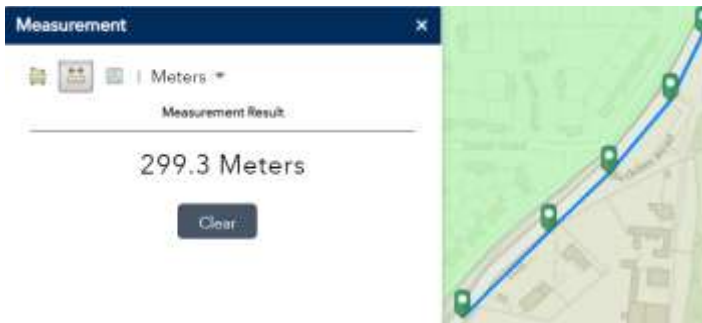 Measurement ×
| Meters
Measurement Result
299.3 Meters
Clear